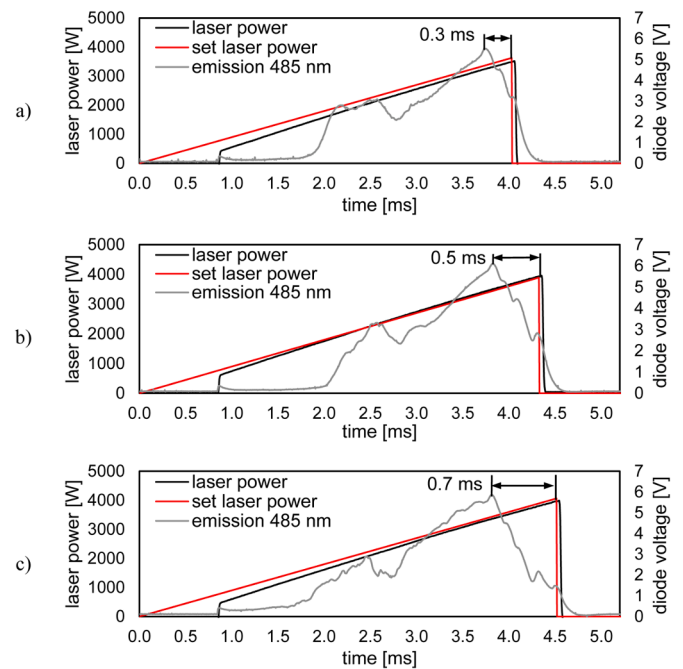 a)
laser power [W]
5000
4000
3000
2000
1000
0
laser power
set laser power
emission 485 nm
0.3 ms
7
6
5
4
3
2
1
0
diode voltage [V]
0.0 1.0 1.5 2.0 2.5 3.0 3.5 4.0 4.5 5.0
time [ms]
b)
laser power [W]
5000
4000
3000
2000
1000
0
laser power
set laser power
emission 485 nm
0.5 ms
7
6
5
4
3
2
1
0
diode voltage [V]
0.0 1.0 1.5 2.0 2.5 3.0 3.5 4.0 4.5 5.0
time [ms]
c)
laser power [W]
5000
4000
3000
2000
1000
0
laser power
set laser power
emission 485 nm
0.7 ms
7
6
5
4
3
2
1
0
diode voltage [V]
0.0 1.0 1.5 2.0 2.5 3.0 3.5 4.0 4.5 5.0
time [ms]